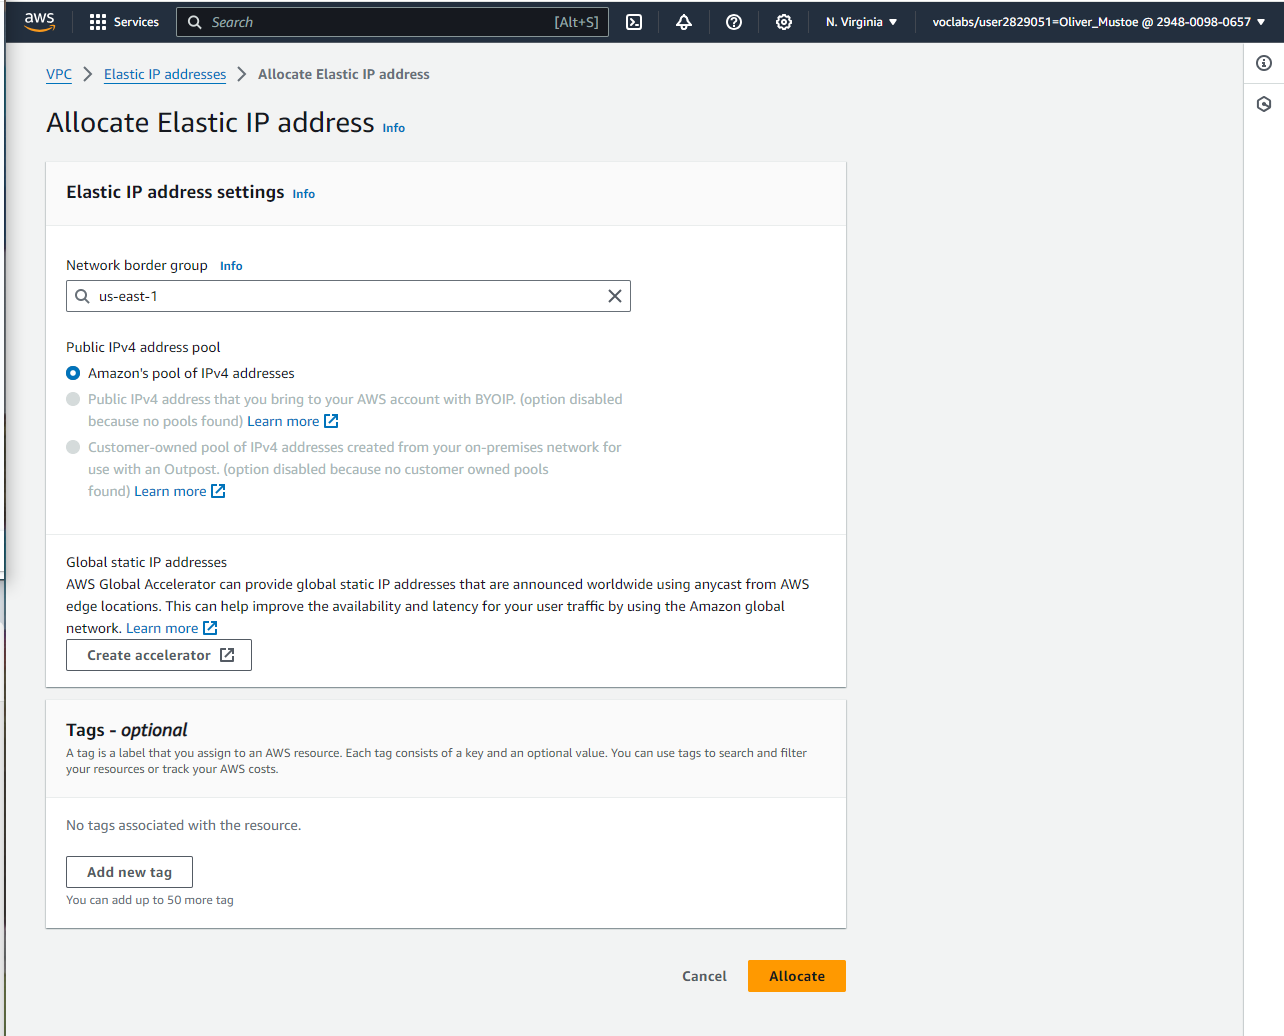 aws
Services
Search [Alt+S]
N. Virginia
voclabs/user2829051=Oliver_Mustoe @ 2948-0098-0657
VPC
Elastic IP addresses
Allocate Elastic IP address
Allocate Elastic IP address Info
Elastic IP address settings Info
Network border group Info
us-east-1
Public IPv4 address pool
Amazon's pool of IPv4 addresses
Public IPv4 address that you bring to your AWS account with BYOIP. (option disabled
because no pools found) Learn more
Customer-owned pool of IPv4 addresses created from your on-premises network for
use with an Outpost. (option disabled because no customer owned pools
found) Learn more
Global static IP addresses
AWS Global Accelerator can provide global static IP addresses that are announced worldwide using anycast from AWS
edge locations. This can help improve the availability and latency for your user traffic by using the Amazon global
network. Learn more
Create accelerator
Tags - optional
A tag is a label that you assign to an AWS resource. Each tag consists of a key and an optional value. You can use tags to search and filter
your resources or track your AWS costs.
No tags associated with the resource.
Add new tag
You can add up to 50 more tag
Cancel
Allocate